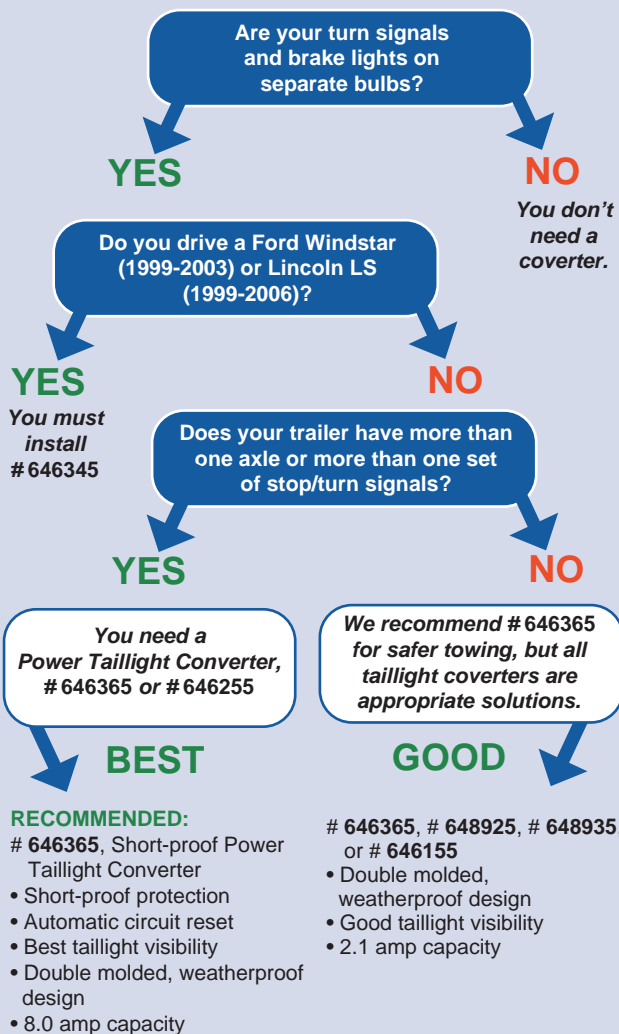 Are your turn signals
and brake lights on
separate bulbs?
YES
NO
You don't
need a
coverter.
Do you drive a Ford Windstar
(1999-2003) or Lincoln LS
(1999-2006)?
YES
You must
install
# 646345
NO
Does your trailer have more than
one axle or more than one set
of stop/turn signals?
YES
NO
You need a
Power Taillight Converter,
# 646365 or # 646255
We recommend # 646365
for safer towing, but all
taillight coverters are
appropriate solutions.
BEST
GOOD
RECOMMENDED:
# 646365, Short-proof Power
Taillight Converter
• Short-proof protection
• Automatic circuit reset
• Best taillight visibility
• Double molded, weatherproof
design
• 8.0 amp capacity
# 646365, # 648925, # 648935,
or # 646155
• Double molded,
weatherproof design
• Good taillight visibility
• 2.1 amp capacity